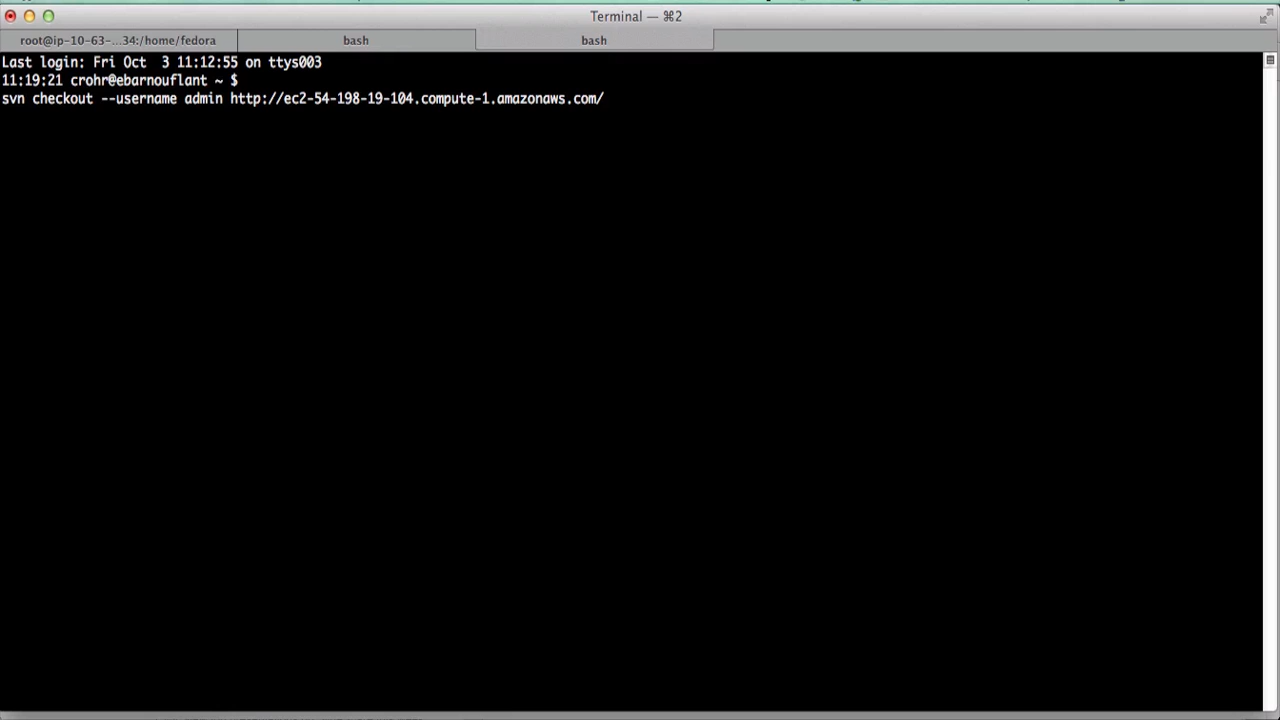 Terminal — ⌘2
root@ip-10-63-...34:/home/fedora
bash
bash
Last login: Fri Oct  3 11:12:55 on ttys003
11:19:21 crohr@ebarnouflant ~ $
svn checkout --username admin http://ec2-54-198-19-104.compute-1.amazonaws.com/